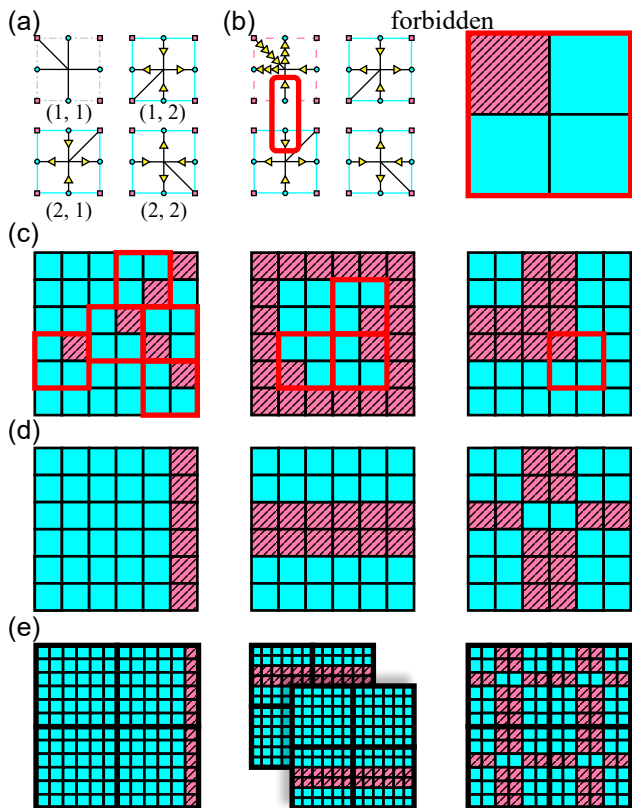 (a)
(b)
forbidden
(1, 1)
(1, 2)
(2, 1)
(2, 2)
(c)
(d)
(e)